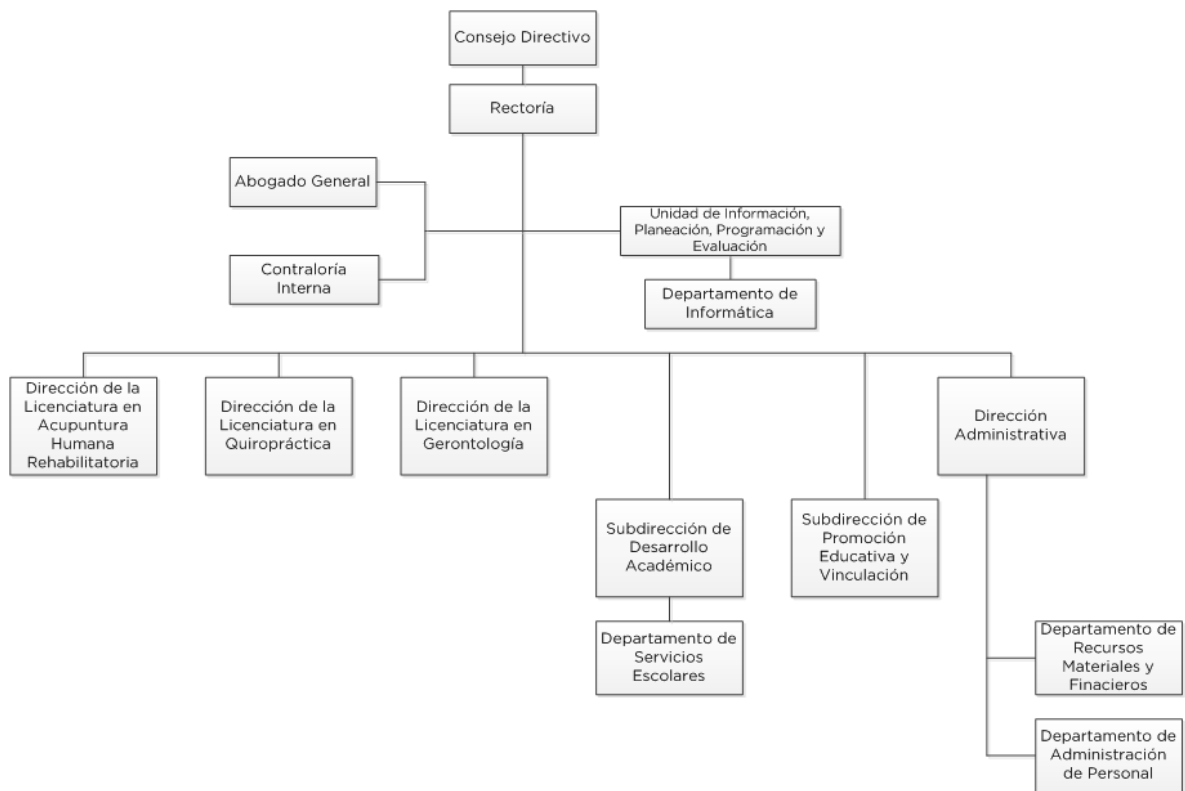 Consejo Directivo
Rectoría
Abogado General
Unidad de Información,
Planeación, Programación y
Evaluación
Contraloría
Interna
Departamento de
Informática
Dirección de la
Licenciatura en
Acupuntura
Humana
Rehabilitatoria
Dirección de la
Licenciatura en
Quiropráctica
Dirección de la
Licenciatura en
Gerontología
Dirección
Administrativa
Subdirección de
Desarrollo
Académico
Subdirección de
Promoción
Educativa y
Vinculación
Departamento de
Servicios
Escolares
Departamento de
Recursos
Materiales y
Finacieros
Departamento de
Administración
de Personal